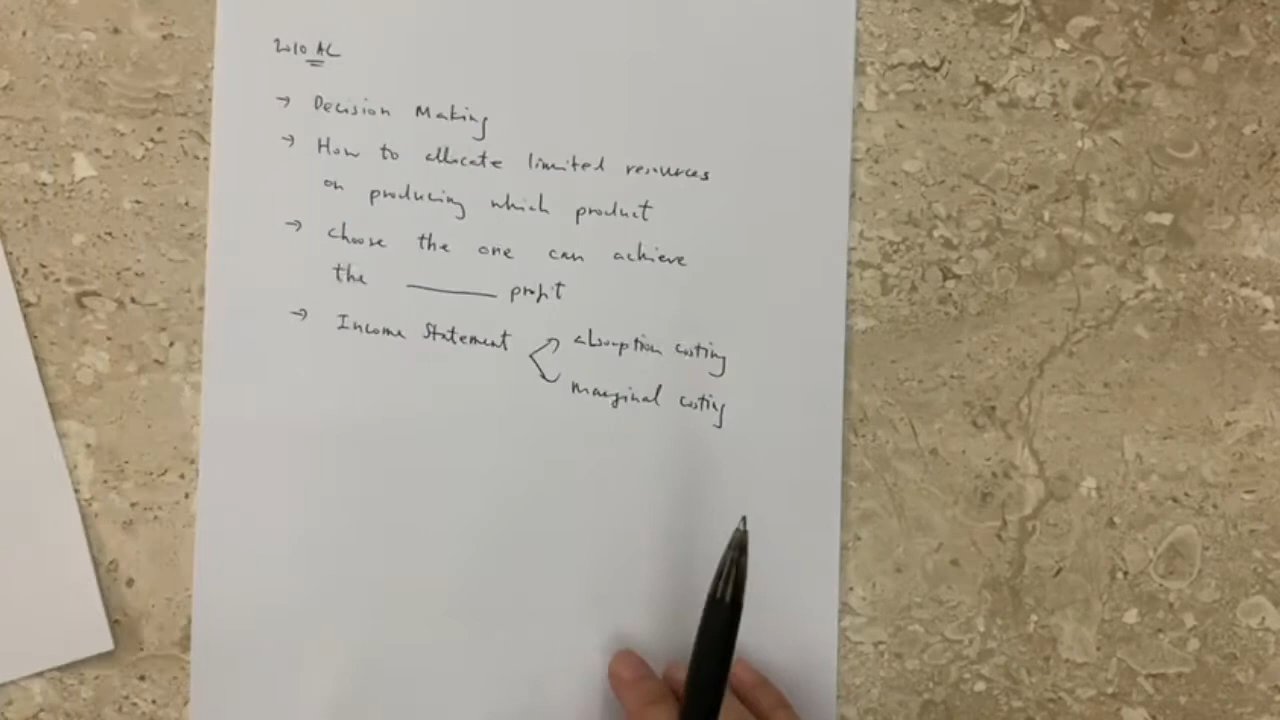 2010 AL
→ Decision Making
→ How to allocate limited resources
on producing which product
→ choose the one can achieve
the ______ profit
→ Income Statement
absorption costing
marginal costing